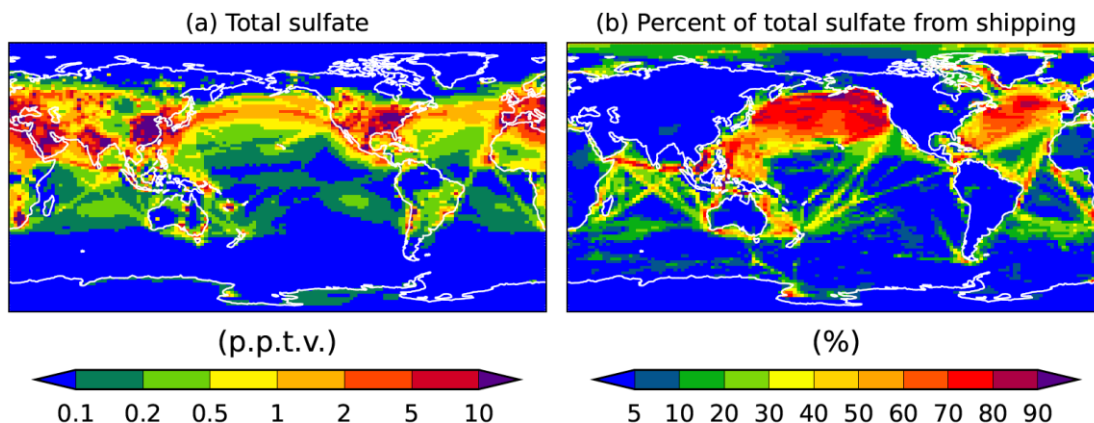 (a) Total sulfate
(b) Percent of total sulfate from shipping
(p.p.t.v.)
(%)
0.1 0.2 0.5 1 2 5 10
5 10 20 30 40 50 60 70 80 90